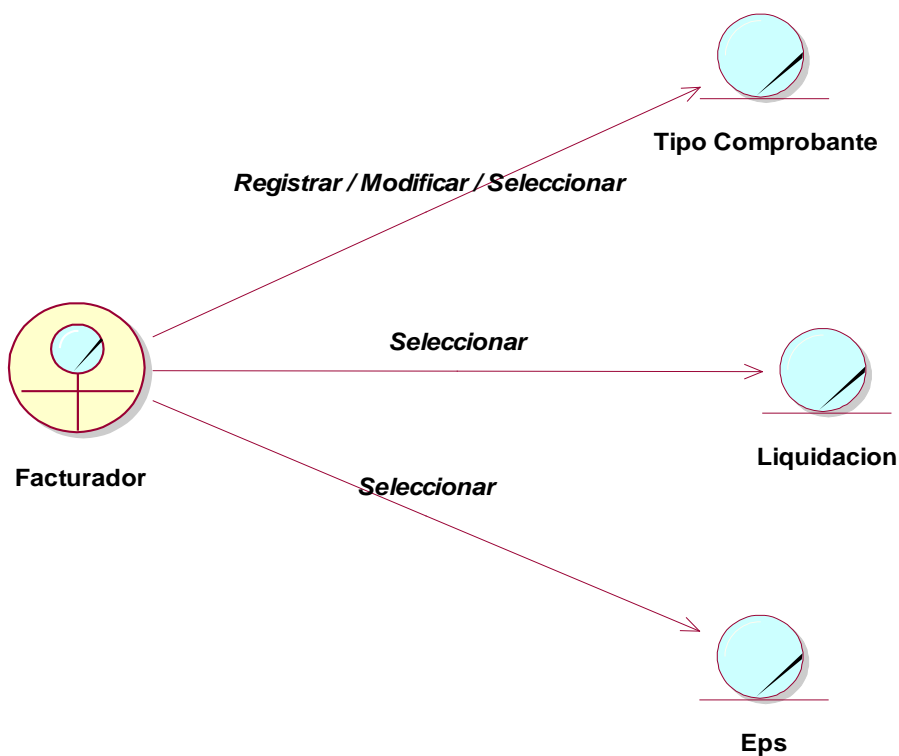 Tipo Comprobante
Registrar / Modificar / Seleccionar
Seleccionar
Liquidacion
Facturador
Seleccionar
Eps